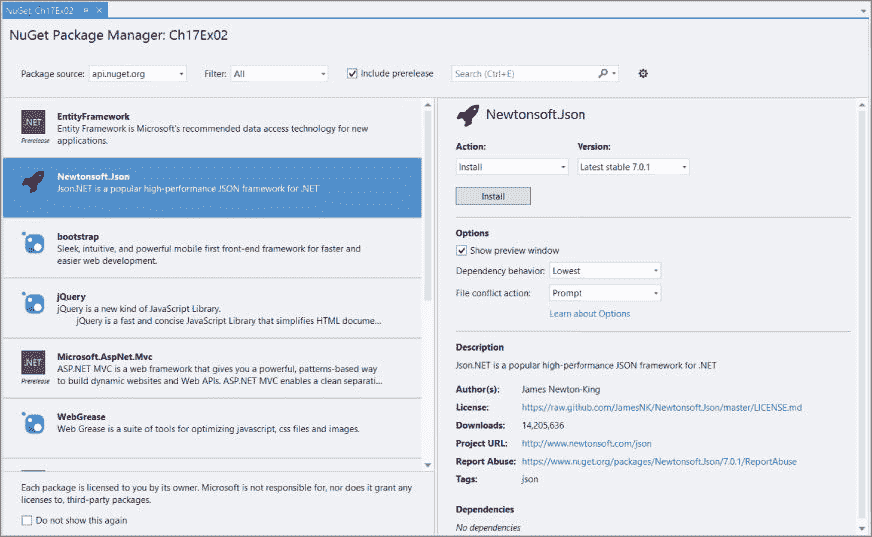 NuGet: Ch17Ex02
NuGet Package Manager: Ch17Ex02
Package source: api.nuget.org Filter: All Include prerelease Search (Ctrl+E)
.NET
Prerelease
EntityFramework
Entity Framework is Microsoft's recommended data access technology for new
applications.
Newtonsoft.Json
Json.NET is a popular high-performance JSON framework for .NET
bootstrap
Sleek, intuitive, and powerful mobile first front-end framework for faster and
easier web development.
jQuery
jQuery is a new kind of JavaScript Library.
jQuery is a fast and concise JavaScript Library that simplifies HTML docume...
.NET
Prerelease
Microsoft.AspNet.Mvc
ASP.NET MVC is a web framework that gives you a powerful, patterns-based way
to build dynamic websites and Web APIs. ASP.NET MVC enables a clean separati...
WebGrease
Web Grease is a suite of tools for optimizing javascript, css files and images.
Each package is licensed to you by its owner. Microsoft is not responsible for, nor does it grant any
licenses to, third-party packages.
Do not show this again
Newtonsoft.Json
Action: Version:
Install Latest stable 7.0.1
Install
Options
Show preview window
Dependency behavior: Lowest
File conflict action: Prompt
Learn about Options
Description
Json.NET is a popular high-performance JSON framework for .NET
Author(s): James Newton-King
License: https://raw.github.com/JamesNK/Newtonsoft.Json/master/LICENSE.md
Downloads: 14,205,636
Project URL: http://www.newtonsoft.com/json
Report Abuse: https://www.nuget.org/packages/Newtonsoft.Json/7.0.1/ReportAbuse
Tags: json
Dependencies
No dependencies